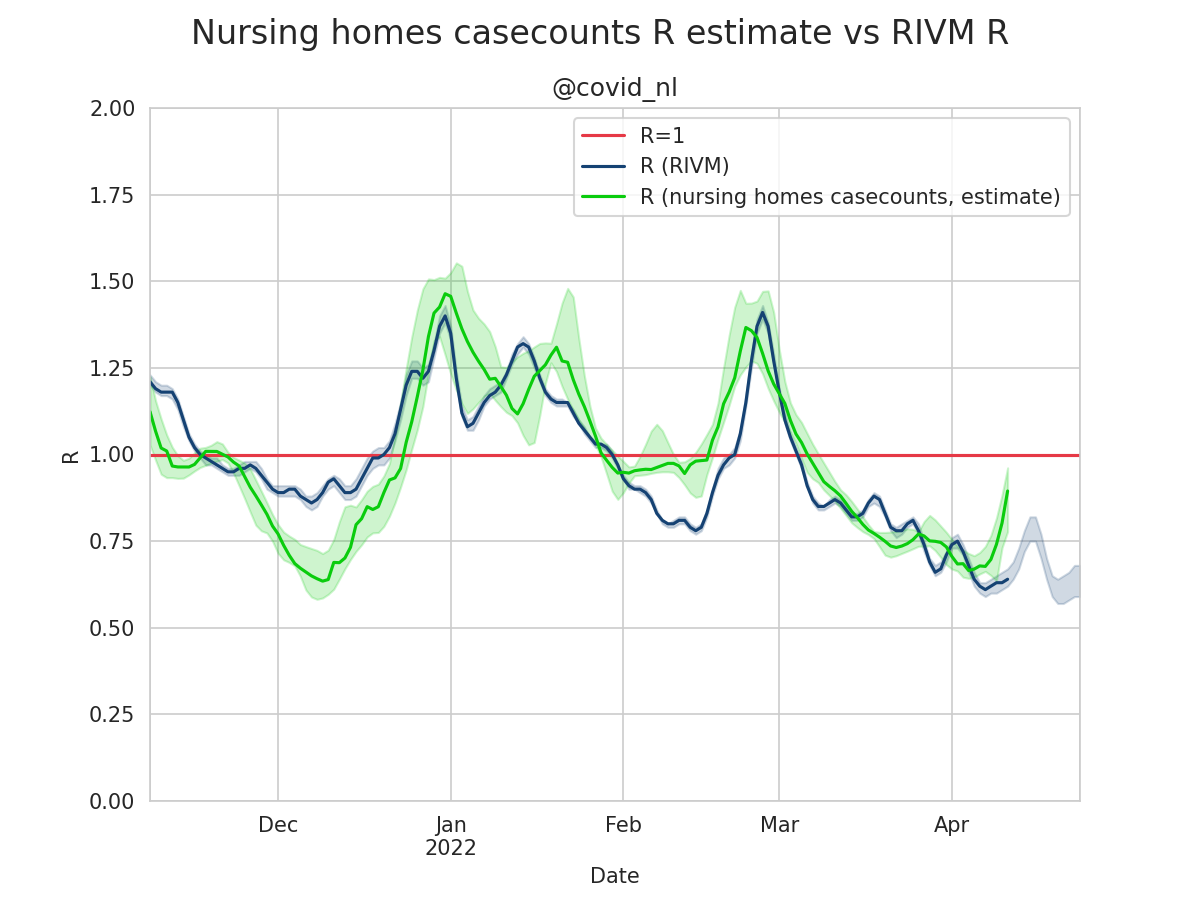 Nursing homes casecounts R estimate vs RIVM R
@covid_nl
R=1
R (RIVM)
R (nursing homes casecounts, estimate)
2.00
1.75
1.50
1.25
1.00
0.75
0.50
0.25
0.00
R
Dec
Jan
2022
Feb
Mar
Apr
Date